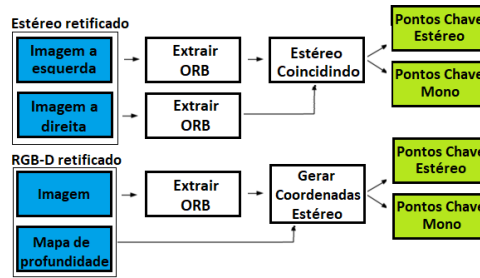 Estéreo retificado
Imagem a
esquerda
Extrair
ORB
Estéreo
Coincidindo
Pontos Chave
Estéreo
Imagem a
direita
Extrair
ORB
Pontos Chave
Mono
RGB-D retificado
Imagem
Extrair
ORB
Gerar
Coordenadas
Estéreo
Pontos Chave
Estéreo
Mapa de
profundidade
Pontos Chave
Mono